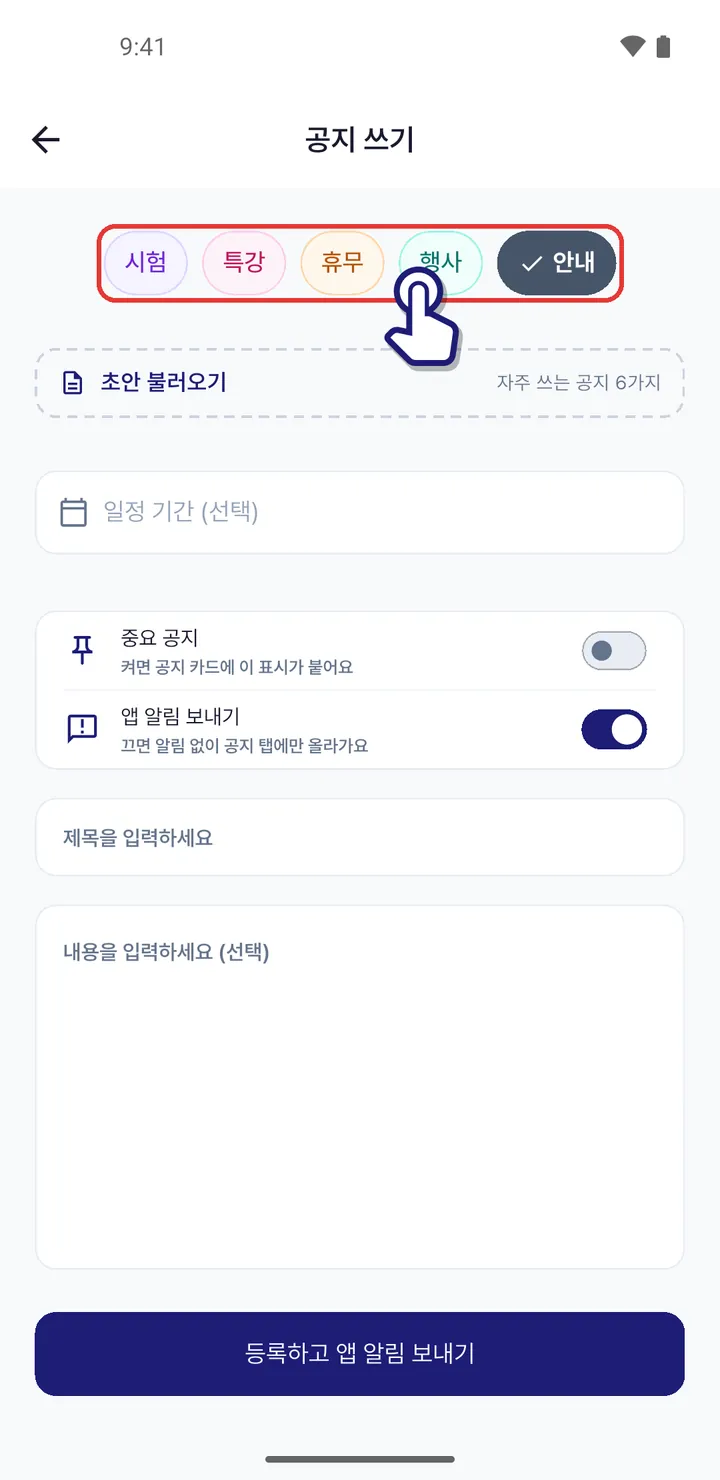 9:41
공지 쓰기
시험 특강 휴무 행사 안내
초안 불러오기 자주 쓰는 공지 6가지
일정 기간 (선택)
중요 공지
켜면 공지 카드에 이 표시가 붙어요
앱 알림 보내기
끄면 알림 없이 공지 탭에만 올라가요
제목을 입력하세요
내용을 입력하세요 (선택)
등록하고 앱 알림 보내기